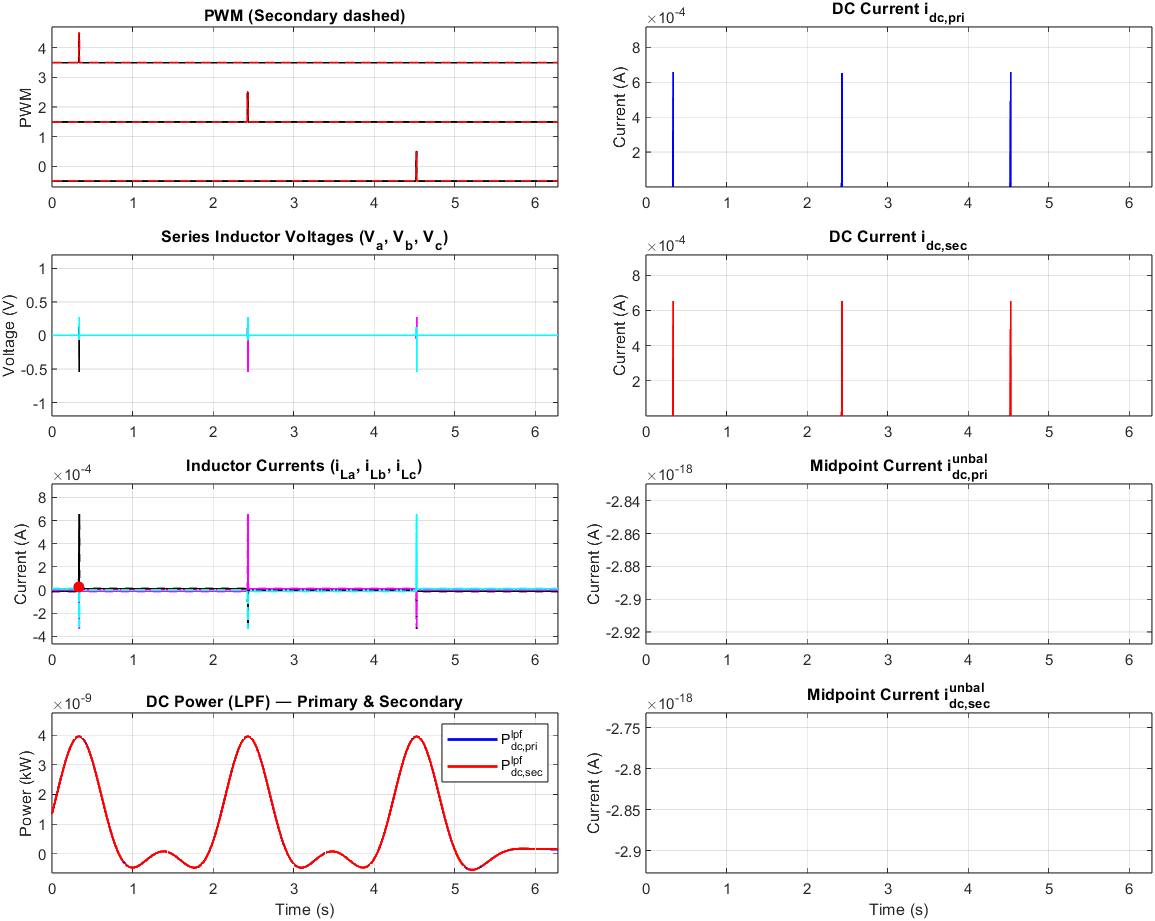 PWM (Secondary dashed)
PWM
4
3
2
1
0
0 1 2 3 4 5 6
DC Current i_dc,pri
×10^-4
Current (A)
8
6
4
2
0 1 2 3 4 5 6
Series Inductor Voltages (V_a, V_b, V_c)
Voltage (V)
1
0.5
0
-0.5
-1
0 1 2 3 4 5 6
DC Current i_dc,sec
×10^-4
Current (A)
8
6
4
2
0 1 2 3 4 5 6
Inductor Currents (i_La, i_Lb, i_Lc)
×10^-4
Current (A)
8
6
4
2
0
-2
-4
0 1 2 3 4 5 6
Midpoint Current i_dc,pri^unbal
×10^-18
Current (A)
-2.84
-2.86
-2.88
-2.9
-2.92
0 1 2 3 4 5 6
DC Power (LPF) — Primary & Secondary
×10^-9
Power (kW)
4
3
2
1
0
P_dc,pri^lpf
P_dc,sec^lpf
0 1 2 3 4 5 6
Time (s)
Midpoint Current i_dc,sec^unbal
×10^-18
Current (A)
-2.75
-2.8
-2.85
-2.9
0 1 2 3 4 5 6
Time (s)